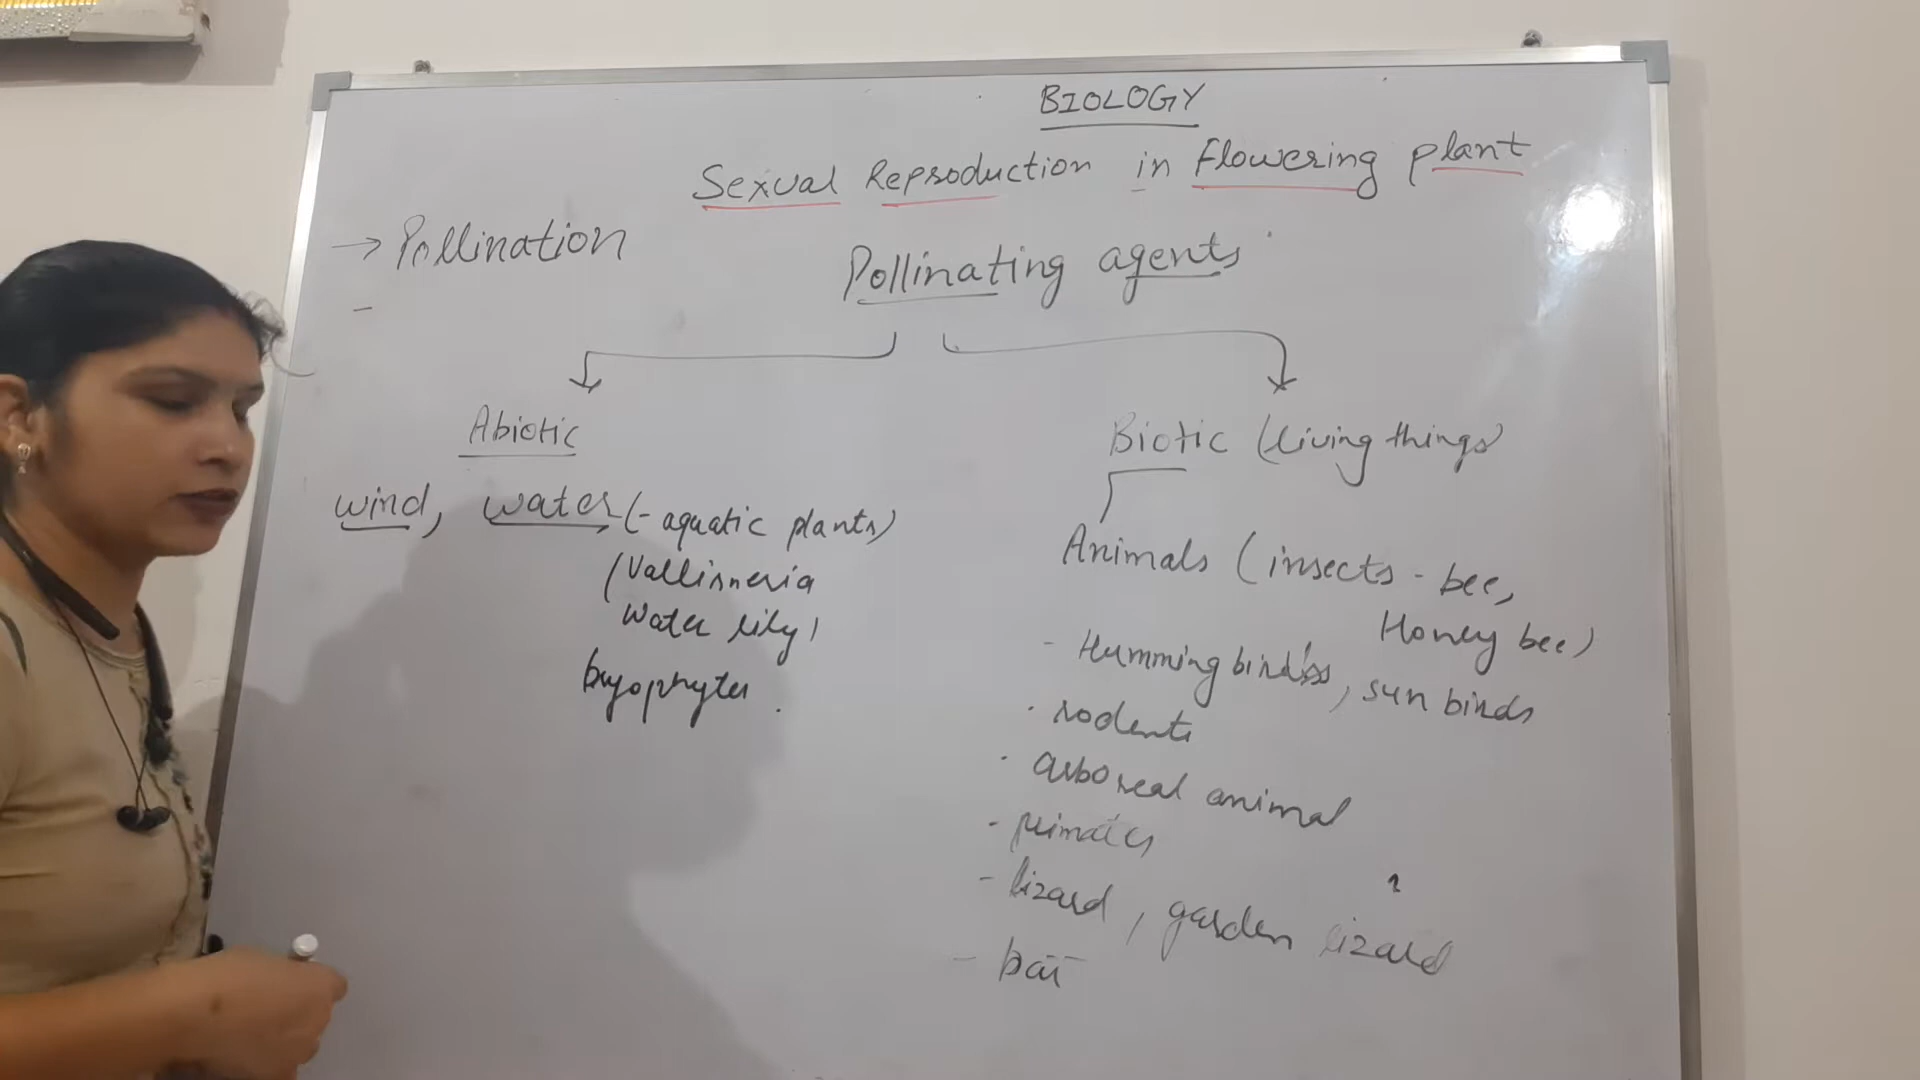 BIOLOGY
Sexual Reproduction in flowering plant
→ Pollination
-
Pollinating agents
Abiotic
wind, water (- aquatic plants)
(Vallisneria
Water lily)
bryophytes.
Biotic (living things)
Animals (insects - bee,
Honey bee)
- Humming birds, sun birds
· rodents
· arboreal animal
- primates
- lizard, garden lizard
- bat